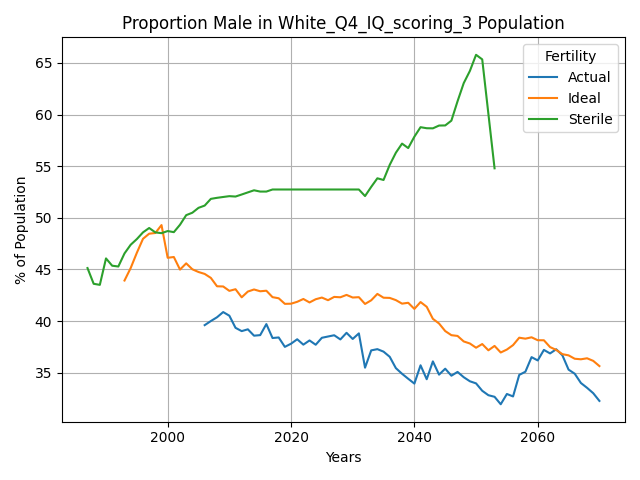 Proportion Male in White_Q4_IQ_scoring_3 Population
Fertility
Actual
Ideal
Sterile
% of Population
65
60
55
50
45
40
35
2000
2020
2040
2060
Years